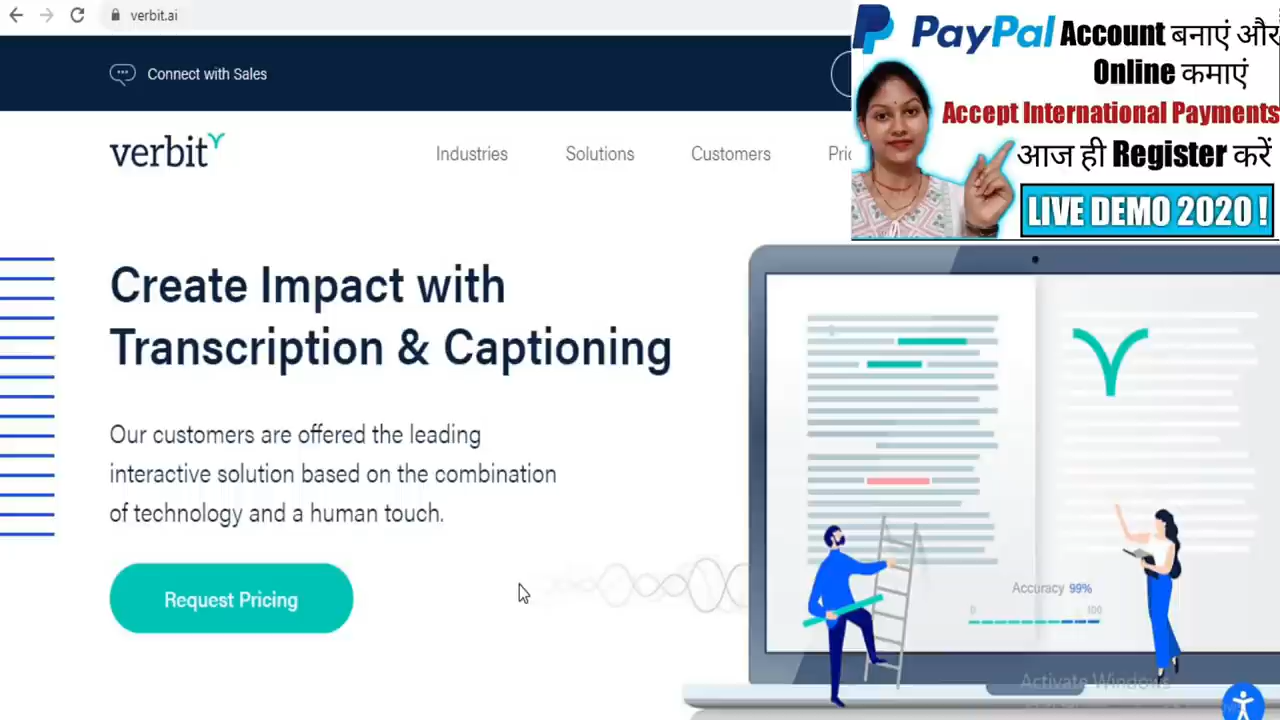 verbit.ai
Connect with Sales
PayPal Account बनाएं और
Online कमाएं
Accept International Payments
आज ही Register करें
LIVE DEMO 2020 !
verbit
Industries
Solutions
Customers
Create Impact with
Transcription & Captioning
Our customers are offered the leading
interactive solution based on the combination
of technology and a human touch.
Request Pricing
Accuracy 99%
0
100
Activate Windows